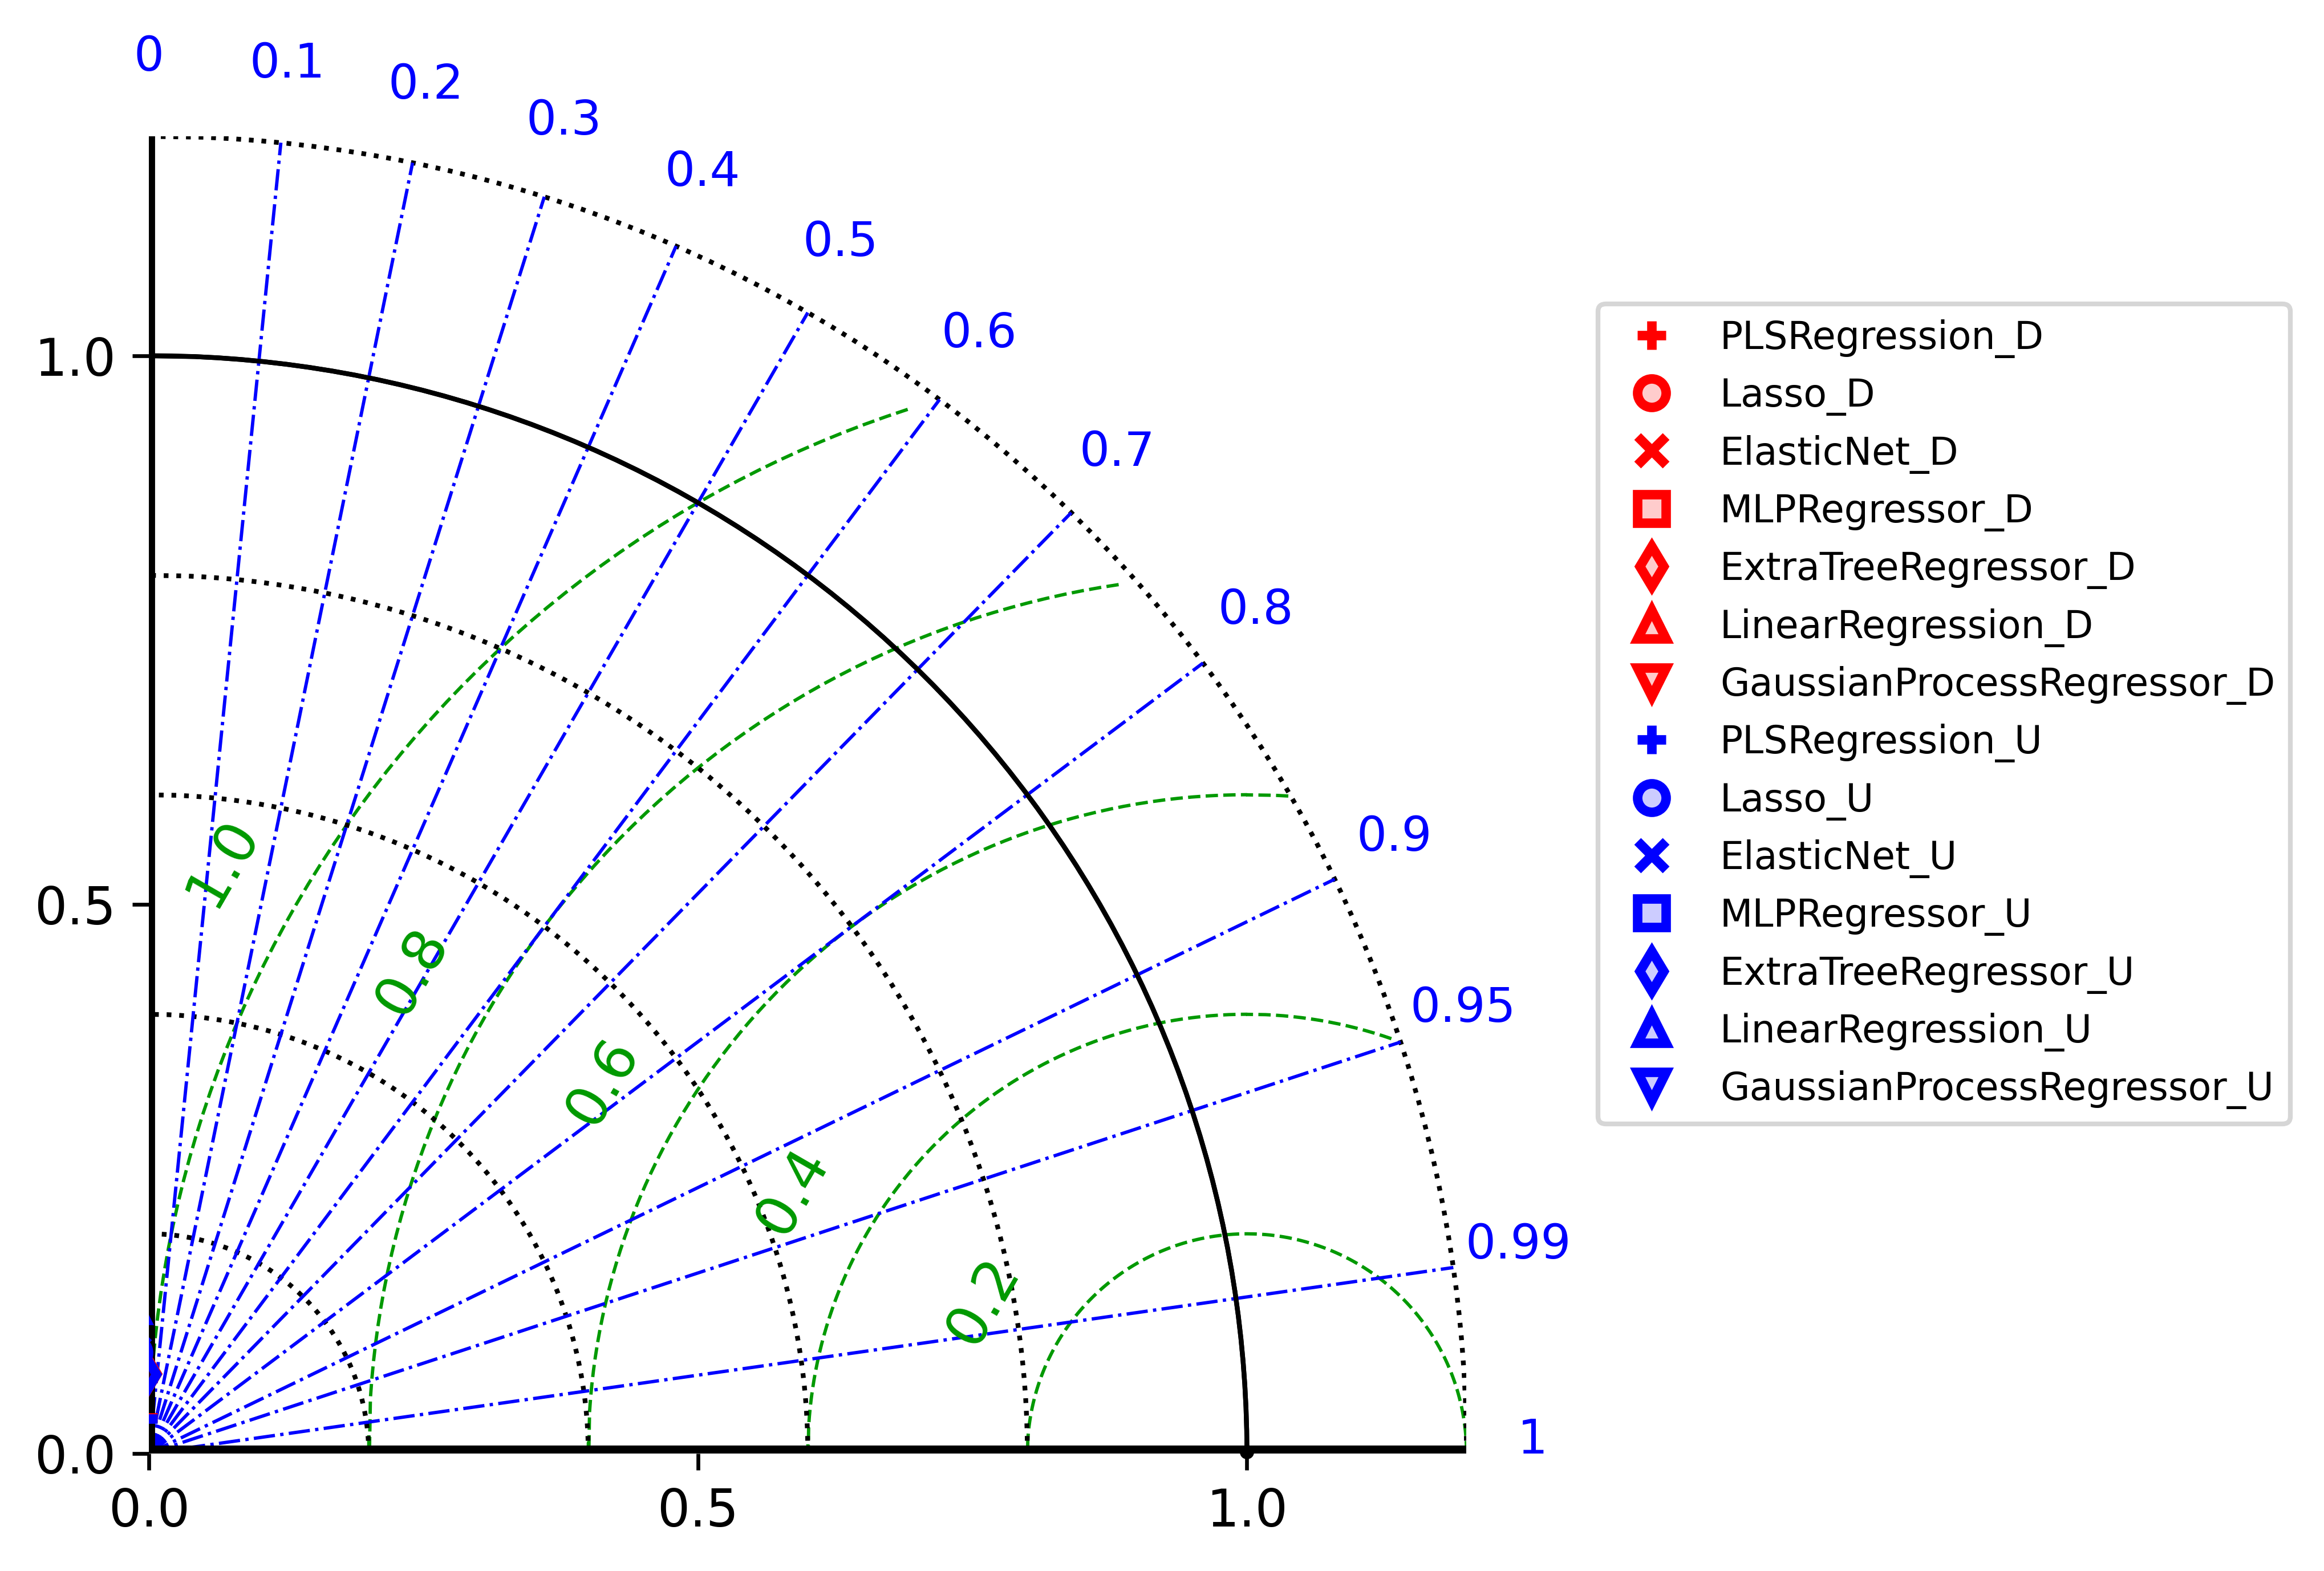 0
0.1
0.2
0.3
0.4
0.5
0.6
0.7
0.8
0.9
0.95
0.99
1
1.0
0.5
0.0
0.0
0.5
1.0
1.0
0.8
0.6
0.4
0.2
PLSRegression_D
Lasso_D
ElasticNet_D
MLPRegressor_D
ExtraTreeRegressor_D
LinearRegression_D
GaussianProcessRegressor_D
PLSRegression_U
Lasso_U
ElasticNet_U
MLPRegressor_U
ExtraTreeRegressor_U
LinearRegression_U
GaussianProcessRegressor_U